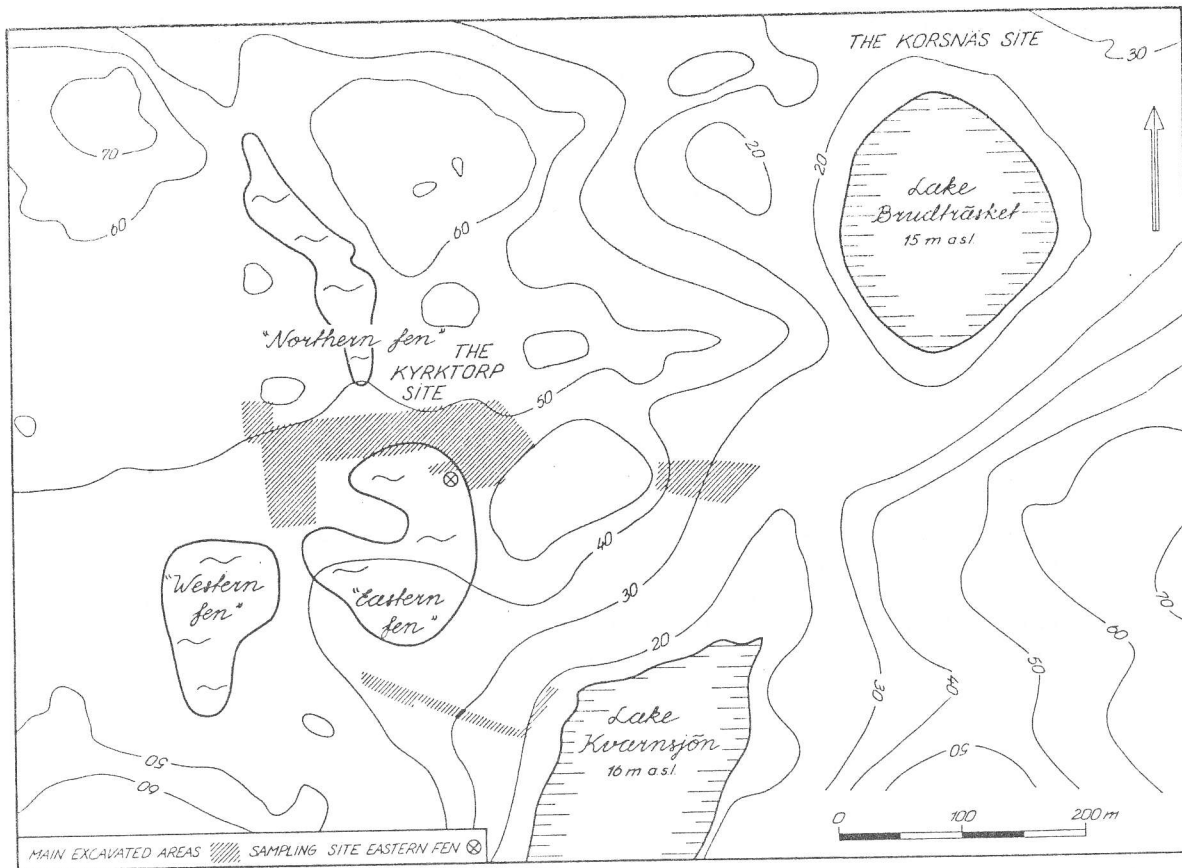 THE KORSNÄS SITE
30
70
60
60
20
20
Lake
Brudträsket
15 m a s l.
"Northern fen"
THE
KYRKTORP
SITE
50
40
30
20
"Western
fen"
"Eastern
fen"
70
60
50
40
30
50
50
60
Lake
Kvarnsjön
16 m a s l.
0 100 200 m
MAIN EXCAVATED AREAS SAMPLING SITE EASTERN FEN